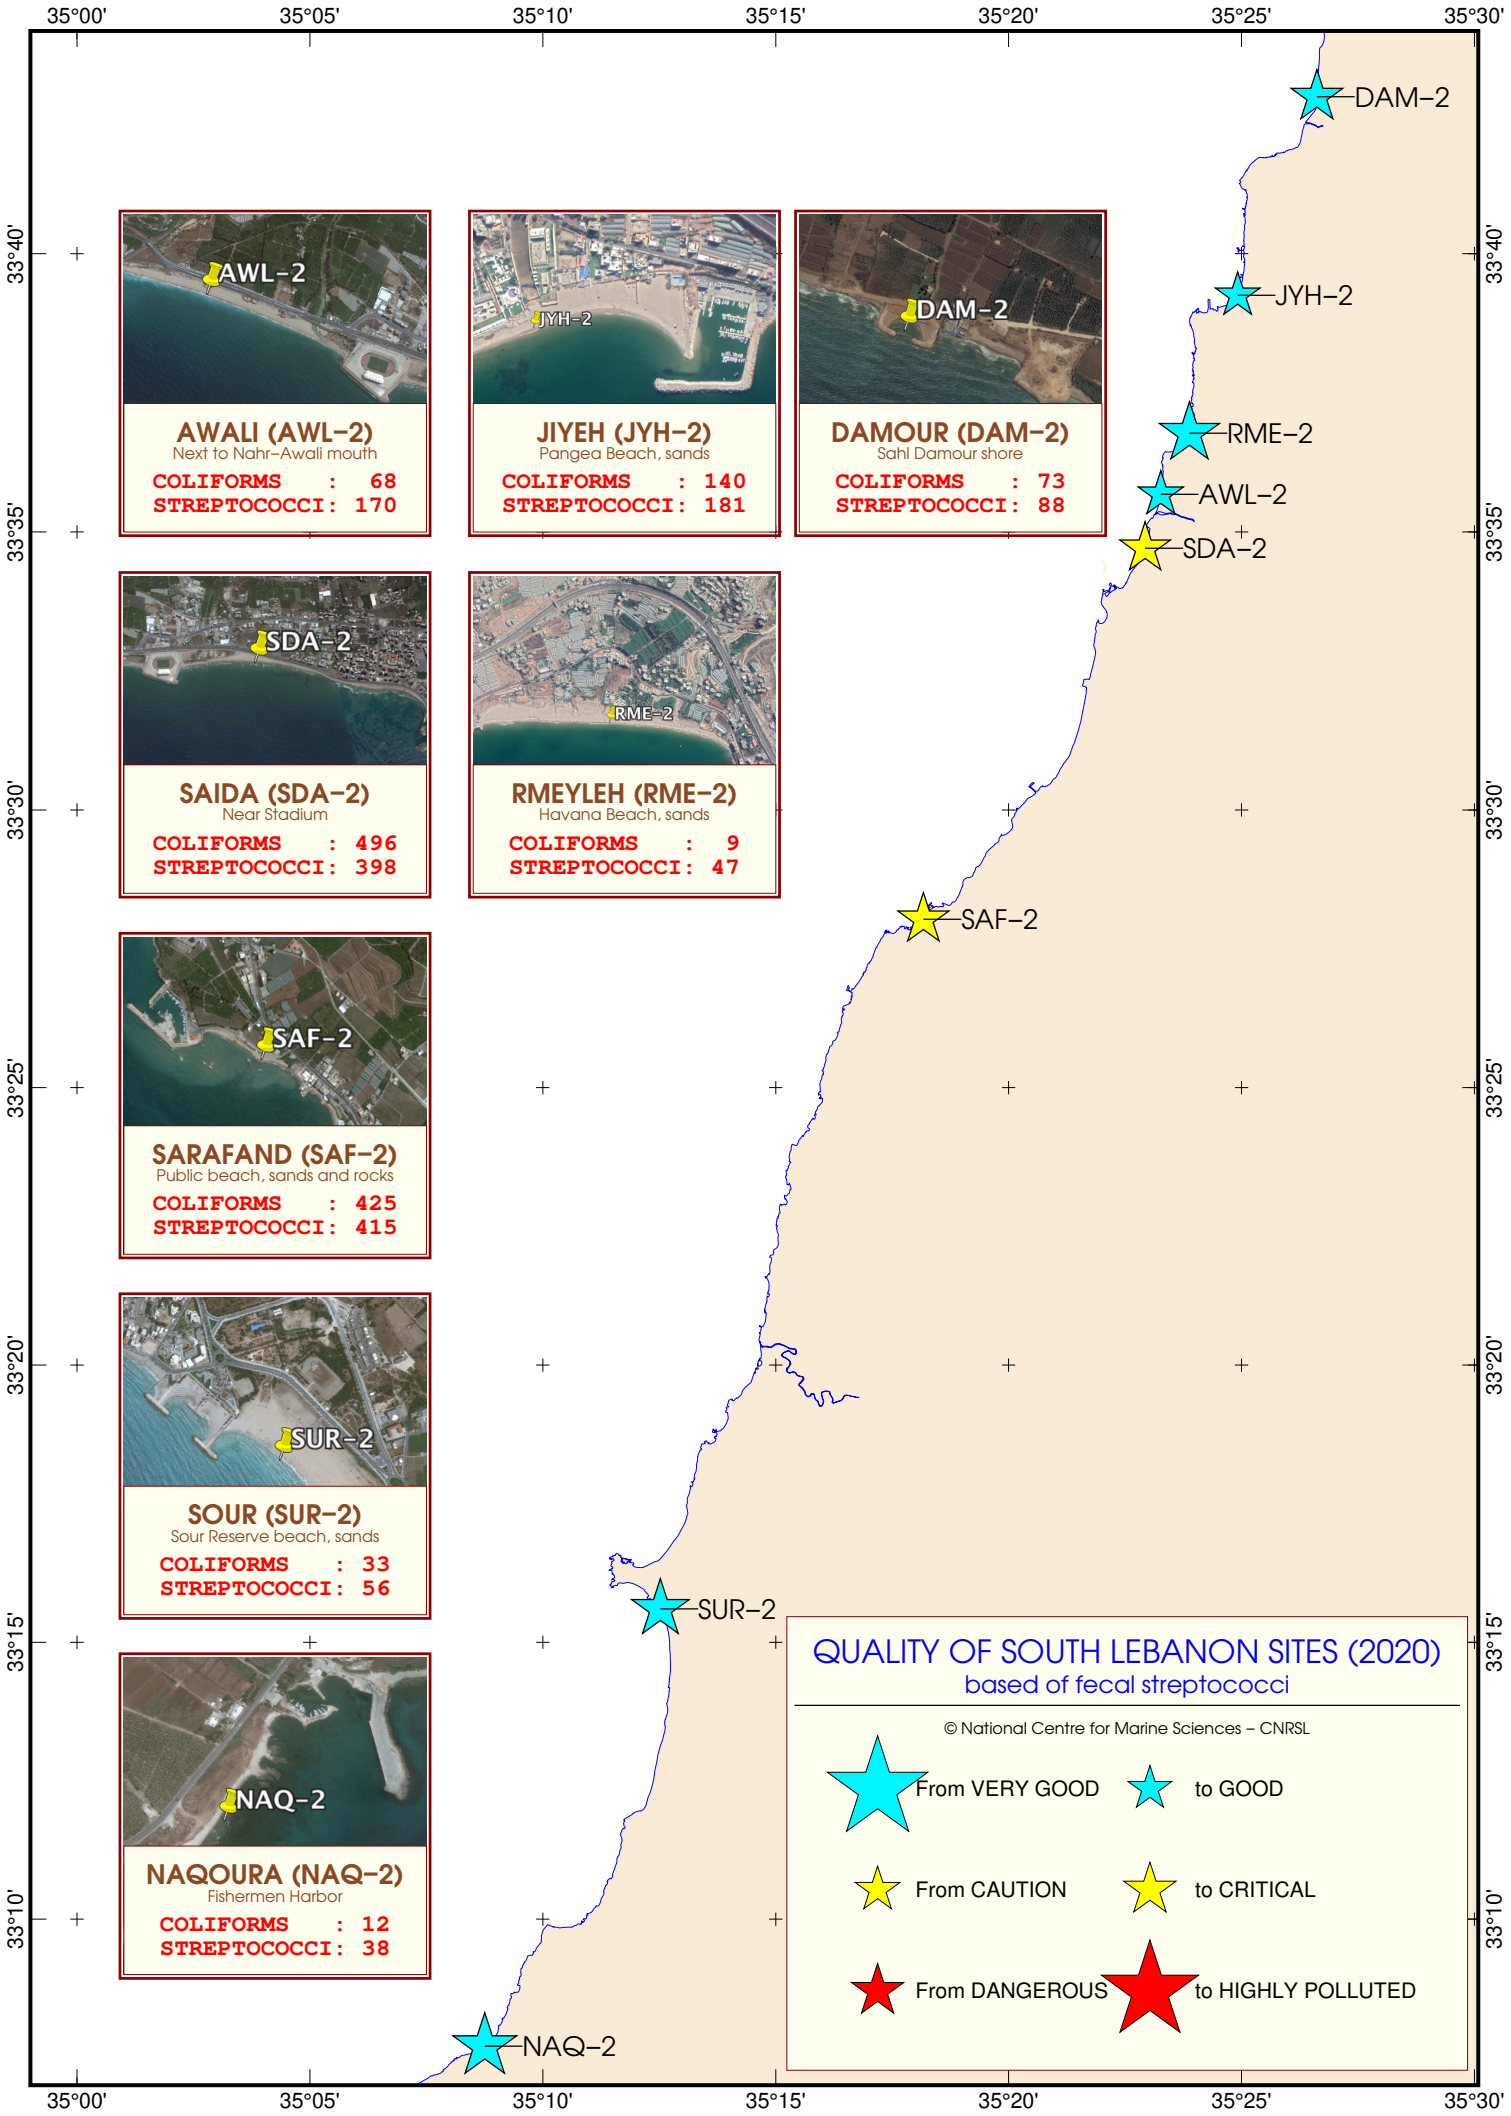 35°00' 35°05' 35°10' 35°15' 35°20' 35°25' 35°30'
DAM−2
33°40' 33°40'
JYH−2
RME−2
AWL−2
33°35' 33°35'
SDA−2
33°30' 33°30'
SAF−2
33°25' 33°25'
33°20' 33°20'
SUR−2
33°15' 33°15'
33°10' 33°10'
NAQ−2
35°00' 35°05' 35°10' 35°15' 35°20' 35°25' 35°30'
AWL-2
AWALI (AWL−2)
Next to Nahr−Awali mouth
COLIFORMS : 68
STREPTOCOCCI: 170
JYH-2
JIYEH (JYH−2)
Pangea Beach, sands
COLIFORMS : 140
STREPTOCOCCI: 181
DAM-2
DAMOUR (DAM−2)
Sahl Damour shore
COLIFORMS : 73
STREPTOCOCCI: 88
SDA-2
SAIDA (SDA−2)
Near Stadium
COLIFORMS : 496
STREPTOCOCCI: 398
RME-2
RMEYLEH (RME−2)
Havana Beach, sands
COLIFORMS : 9
STREPTOCOCCI: 47
SAF-2
SARAFAND (SAF−2)
Public beach, sands and rocks
COLIFORMS : 425
STREPTOCOCCI: 415
SUR-2
SOUR (SUR−2)
Sour Reserve beach, sands
COLIFORMS : 33
STREPTOCOCCI: 56
NAQ-2
NAQOURA (NAQ−2)
Fishermen Harbor
COLIFORMS : 12
STREPTOCOCCI: 38
QUALITY OF SOUTH LEBANON SITES (2020)
based of fecal streptococci
© National Centre for Marine Sciences − CNRSL
From VERY GOOD to GOOD
From CAUTION to CRITICAL
From DANGEROUS to HIGHLY POLLUTED